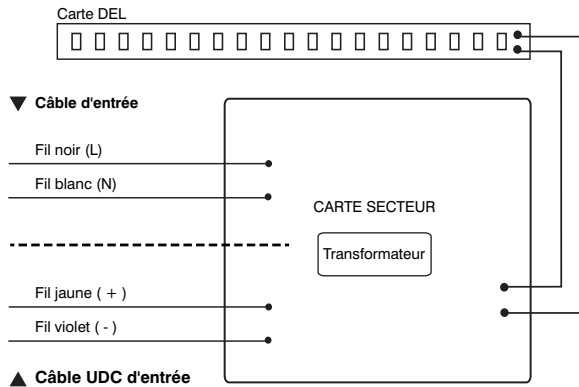 Carte DEL
▼ Câble d'entrée
Fil noir (L)
Fil blanc (N)
CARTE SECTEUR
Transformateur
Fil jaune ( + )
Fil violet ( - )
▲ Câble UDC d'entrée